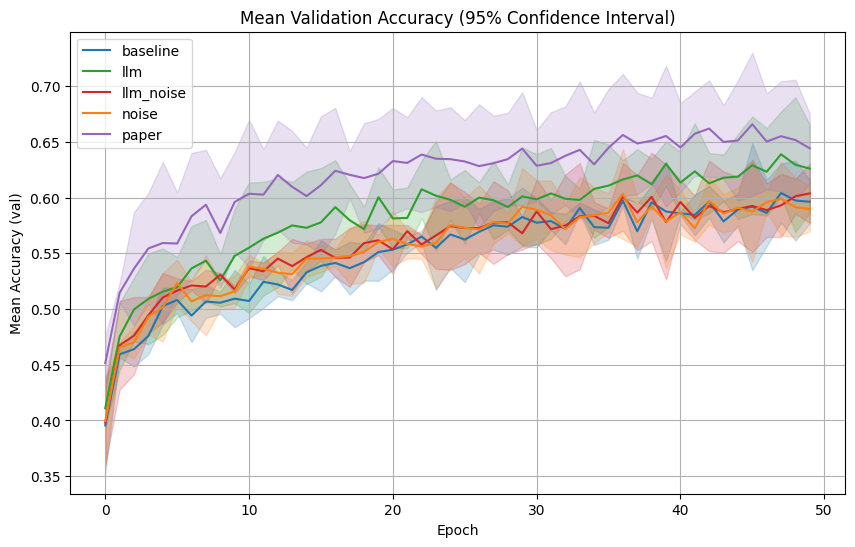 Mean Validation Accuracy (95% Confidence Interval)
baseline
llm
llm_noise
noise
paper
Mean Accuracy (val)
0.70
0.65
0.60
0.55
0.50
0.45
0.40
0.35
0
10
20
30
40
50
Epoch